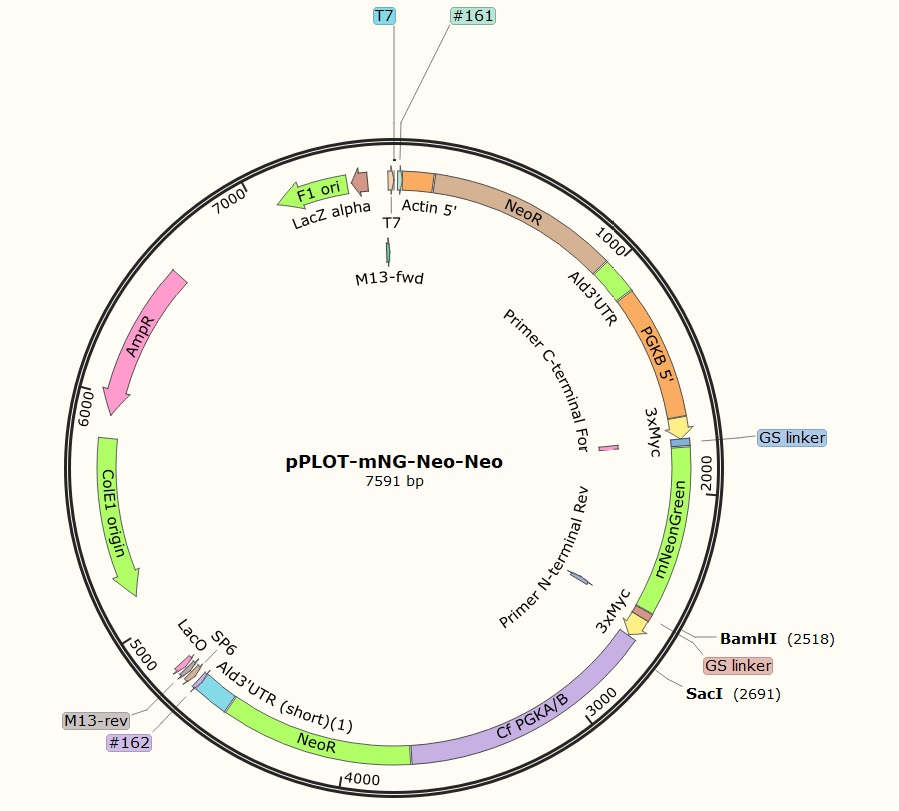 T7
#161
7000
F1 ori
LacZ alpha
T7
Actin 5'
NeoR
1000
M13-fwd
Ald3'UTR
AmpR
Primer C-terminal For
PGKB 5'
6000
3xMyc
GS linker
pPLOT-mNG-Neo-Neo
7591 bp
2000
ColE1 origin
Primer N-terminal Rev
mNeonGreen
3xMyc
BamHI (2518)
GS linker
LacO
SP6
5000
SacI (2691)
Ald3'UTR (short)(1)
3000
Cf PGKA/B
M13-rev
#162
NeoR
4000